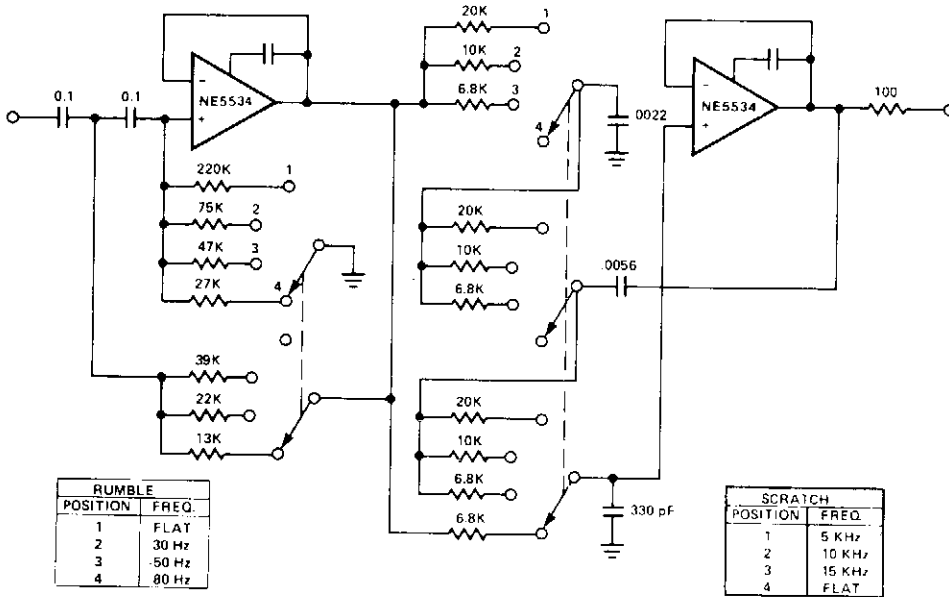 20K
1
10K
2
6.8K
3
4
.0022
0.1
0.1
−
NE5534
+
−
NE5534
+
100
220K
1
75K
2
47K
3
27K
4
20K
10K
6.8K
.0056
39K
22K
13K
20K
10K
6.8K
6.8K
330 pF
RUMBLE
POSITION FREQ.
1 FLAT
2 30 Hz
3 50 Hz
4 80 Hz
SCRATCH
POSITION FREQ.
1 5 KHz
2 10 KHz
3 15 KHz
4 FLAT